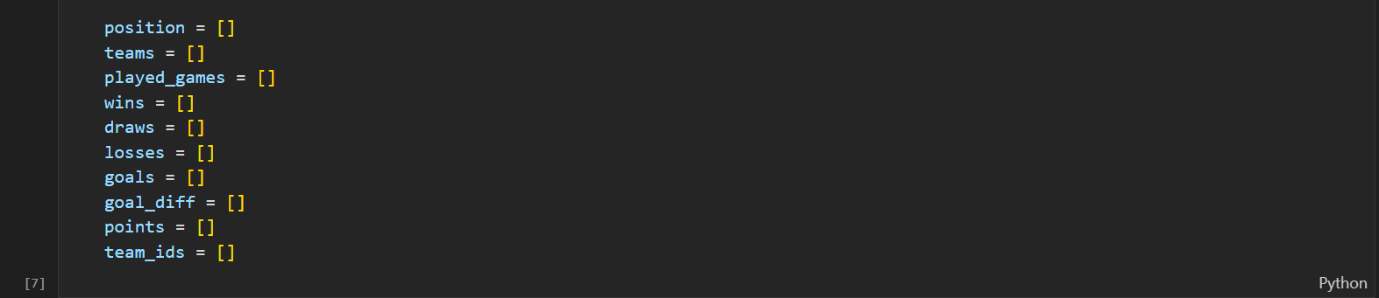 position = []
teams = []
played_games = []
wins = []
draws = []
losses = []
goals = []
goal_diff = []
points = []
team_ids = []
[7]
Python